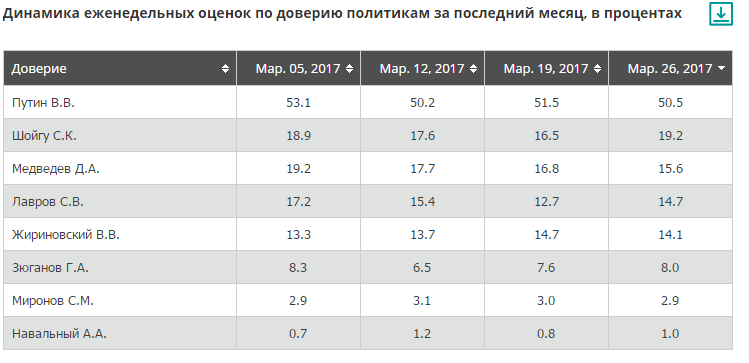 Динамика еженедельных оценок по доверию политикам за последний месяц, в процентах
Доверие Мар. 05, 2017 Мар. 12, 2017 Мар. 19, 2017 Мар. 26, 2017
Путин В.В. 53.1 50.2 51.5 50.5
Шойгу С.К. 18.9 17.6 16.5 19.2
Медведев Д.А. 19.2 17.7 16.8 15.6
Лавров С.В. 17.2 15.4 12.7 14.7
Жириновский В.В. 13.3 13.7 14.7 14.1
Зюганов Г.А. 8.3 6.5 7.6 8.0
Миронов С.М. 2.9 3.1 3.0 2.9
Навальный А.А. 0.7 1.2 0.8 1.0